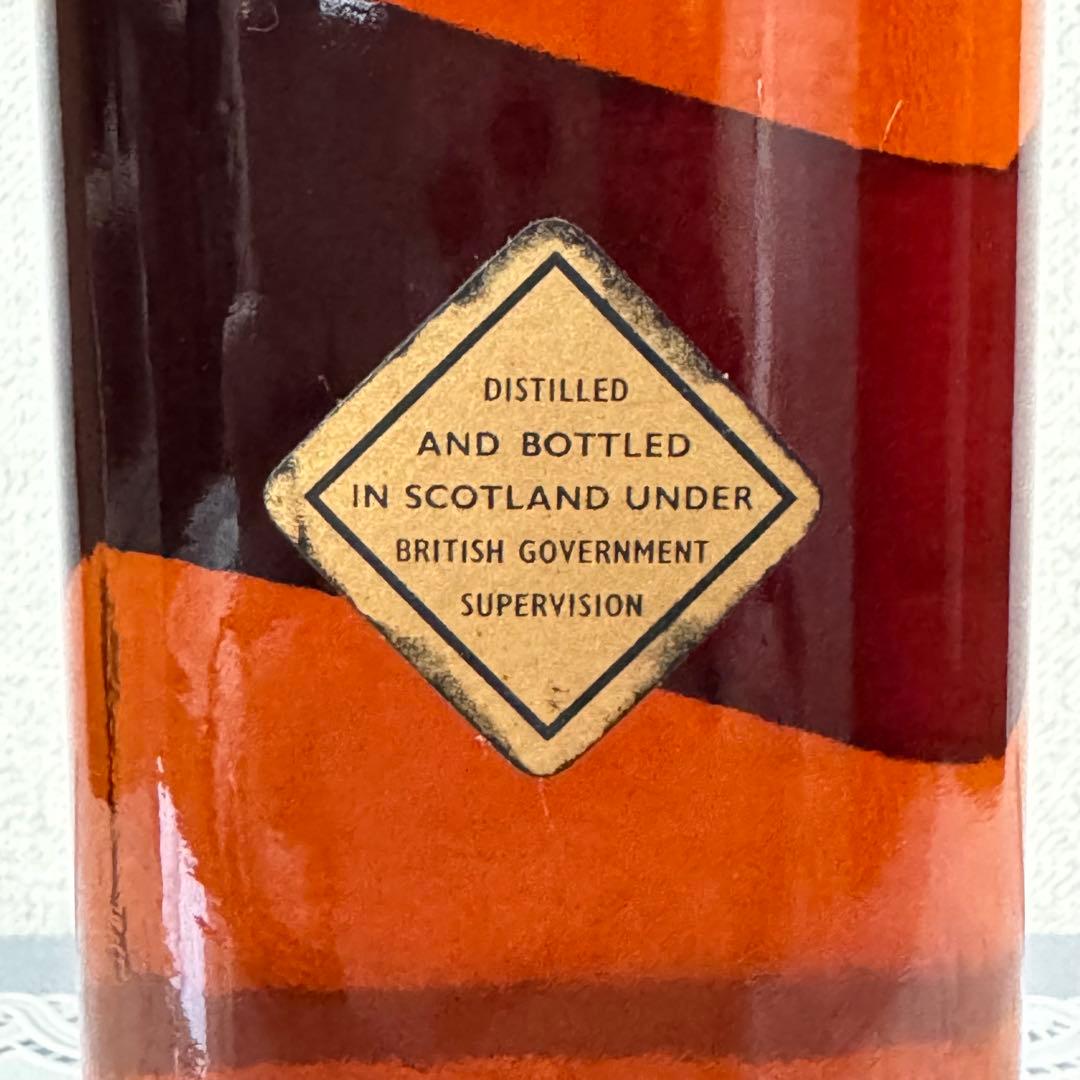 DISTILLED
AND BOTTLED
IN SCOTLAND UNDER
BRITISH GOVERNMENT
SUPERVISION